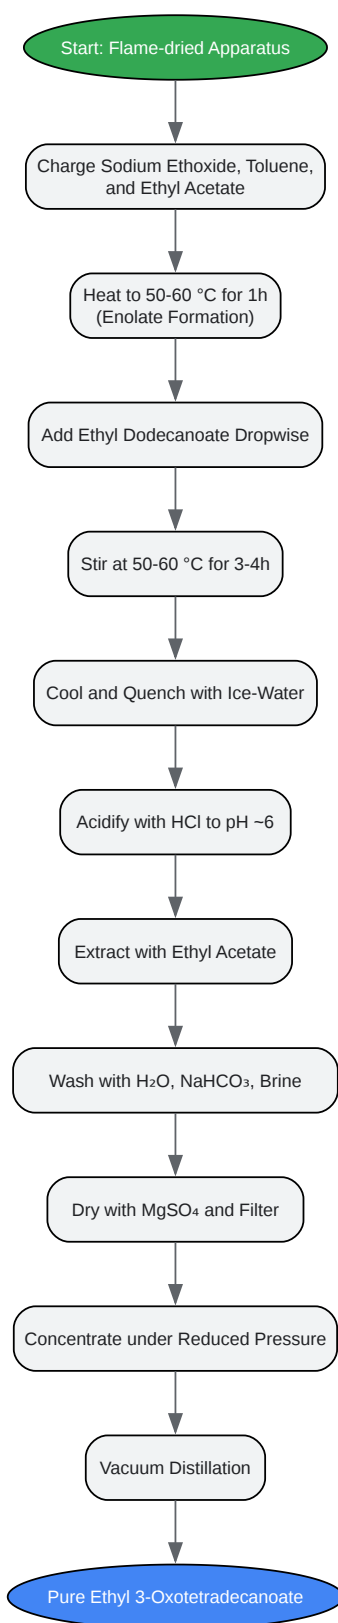 Start: Flame-dried Apparatus
Charge Sodium Ethoxide, Toluene,
and Ethyl Acetate
Heat to 50-60 °C for 1h
(Enolate Formation)
Add Ethyl Dodecanoate Dropwise
Stir at 50-60 °C for 3-4h
Cool and Quench with Ice-Water
Acidify with HCl to pH ~6
Extract with Ethyl Acetate
Wash with H₂O, NaHCO₃, Brine
Dry with MgSO₄ and Filter
Concentrate under Reduced Pressure
Vacuum Distillation
Pure Ethyl 3-Oxotetradecanoate